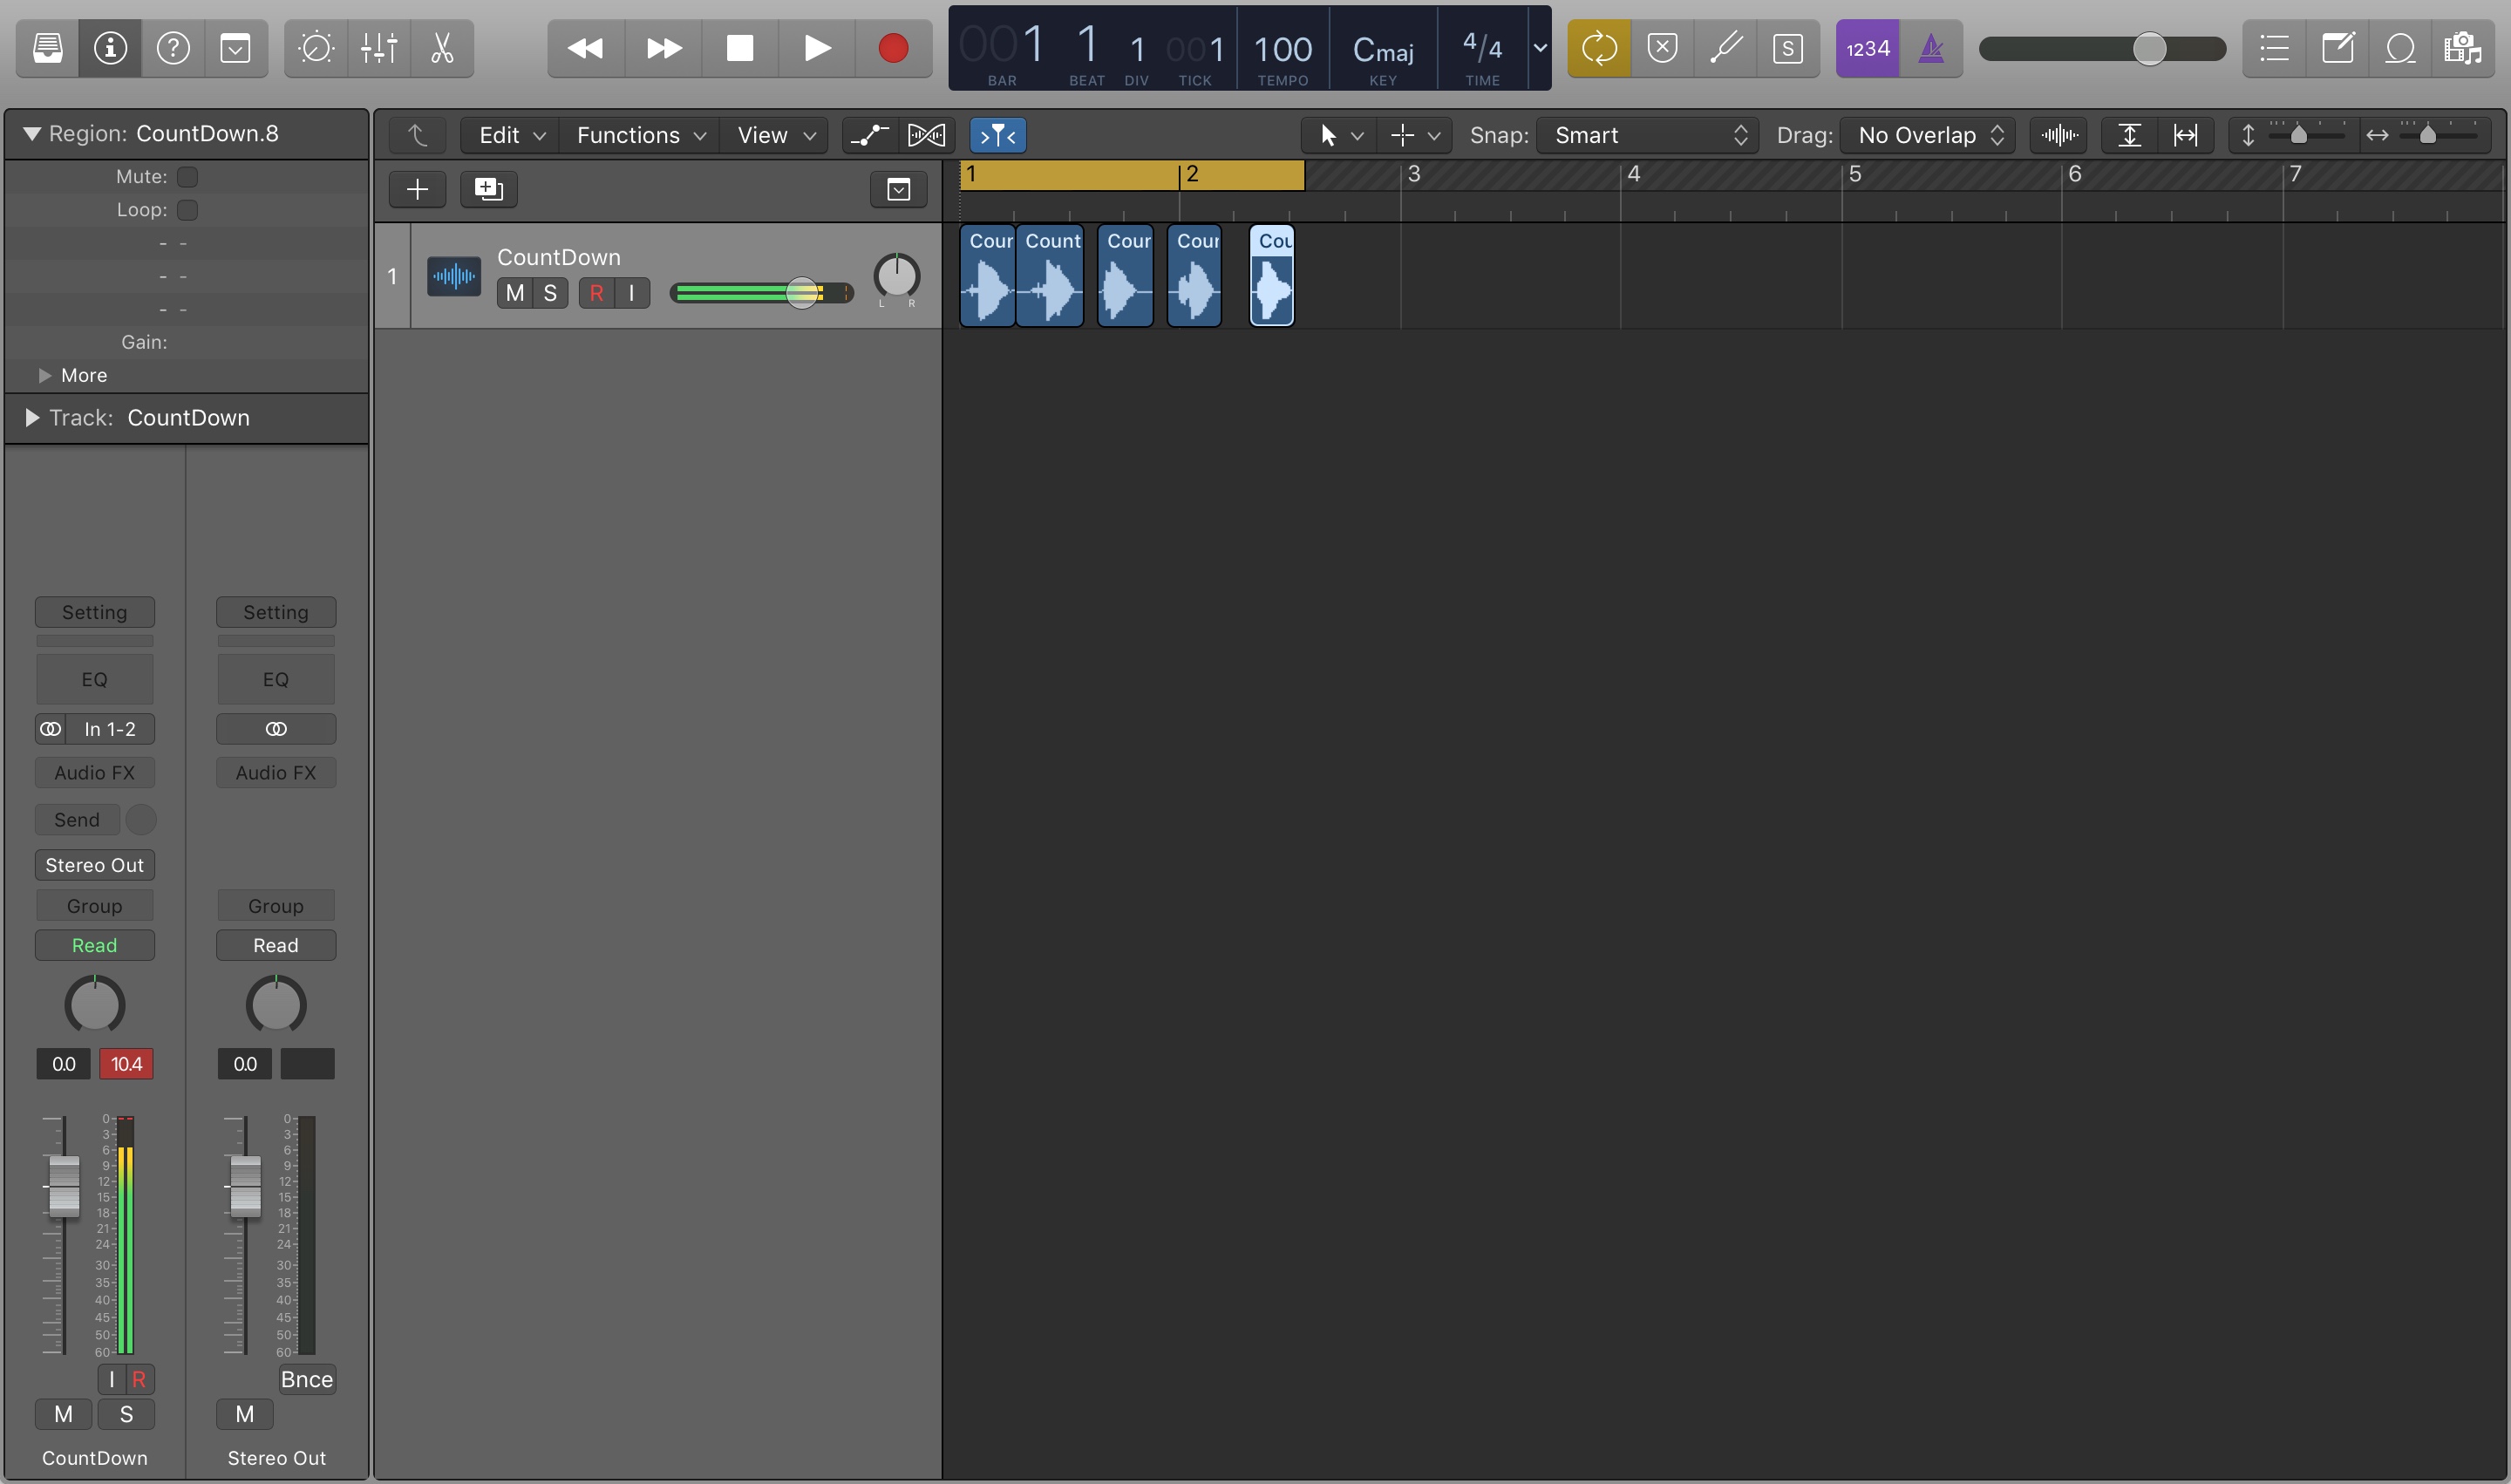 001 1 1 001 100 Cmaj 4/4
BAR BEAT DIV TICK TEMPO KEY TIME
S 1234
Region: CountDown.8
Edit Functions View Snap: Smart Drag: No Overlap
Mute:
Loop:
- -
- -
- -
Gain:
More
Track: CountDown
1 2 3 4 5 6 7
1 CountDown
M S R I
L R
Cour Count Cour Cour Cou
Setting Setting
EQ EQ
In 1-2
Audio FX Audio FX
Send
Stereo Out
Group Group
Read Read
0.0 10.4 0.0
0 0
3 3
6 6
9 9
12 12
15 15
18 18
21 21
24 24
30 30
35 35
40 40
45 45
50 50
60 60
I R Bnce
M S M
CountDown Stereo Out